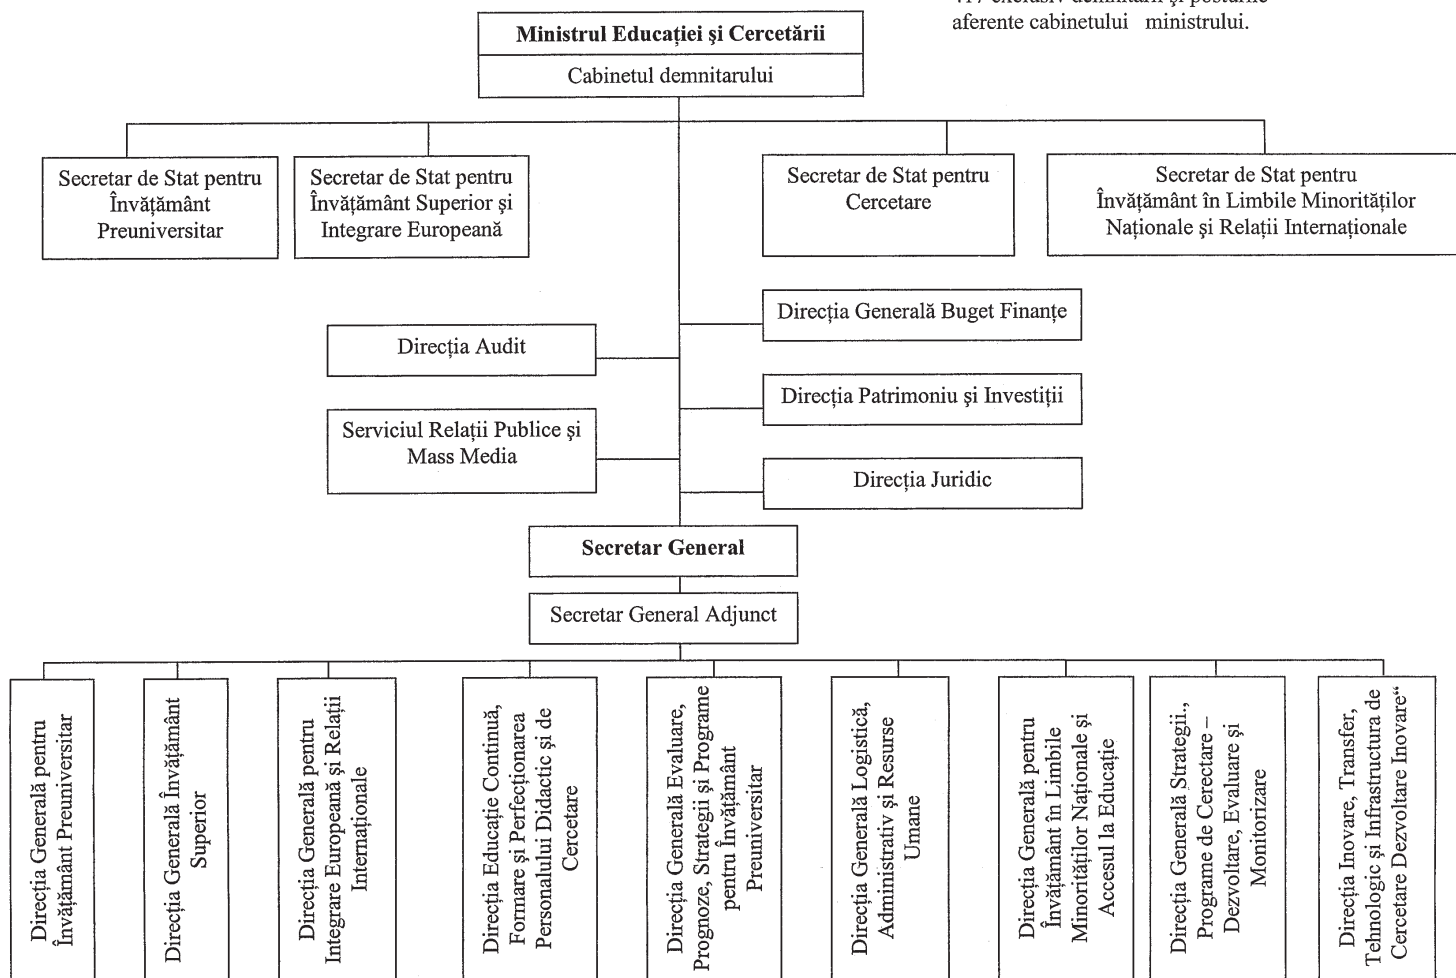 aferente cabinetului ministrului.
Ministrul Educației și Cercetării
Cabinetul demnitarului
Secretar de Stat pentru
Învățământ
Preuniversitar
Secretar de Stat pentru
Învățământ Superior și
Integrare Europeană
Secretar de Stat pentru
Cercetare
Secretar de Stat pentru
Învățământ în Limbile Minorităților
Naționale și Relații Internaționale
Direcția Generală Buget Finanțe
Direcția Audit
Direcția Patrimoniu și Investiții
Serviciul Relații Publice și
Mass Media
Direcția Juridic
Secretar General
Secretar General Adjunct
Direcția Generală pentru
Învățământ Preuniversitar
Direcția Generală Învățământ
Superior
Direcția Generală pentru
Integrare Europeană și Relații
Internaționale
Direcția Educație Continuă,
Formare și Perfecționarea
Personalului Didactic și de
Cercetare
Direcția Generală Evaluare,
Prognoze, Strategii și Programe
pentru Învățământ
Preuniversitar
Direcția Generală Logistică,
Administrativ și Resurse
Umane
Direcția Generală pentru
Învățământ în Limbile
Minorităților Naționale și
Accesul la Educație
Direcția Generală Strategii.,
Programe de Cerectare –
Dezvoltare, Evaluare și
Monitorizare
Direcția Inovare, Transfer,
Tehnologic și Infrastructura de
Cercetare Dezvoltare Inovare“